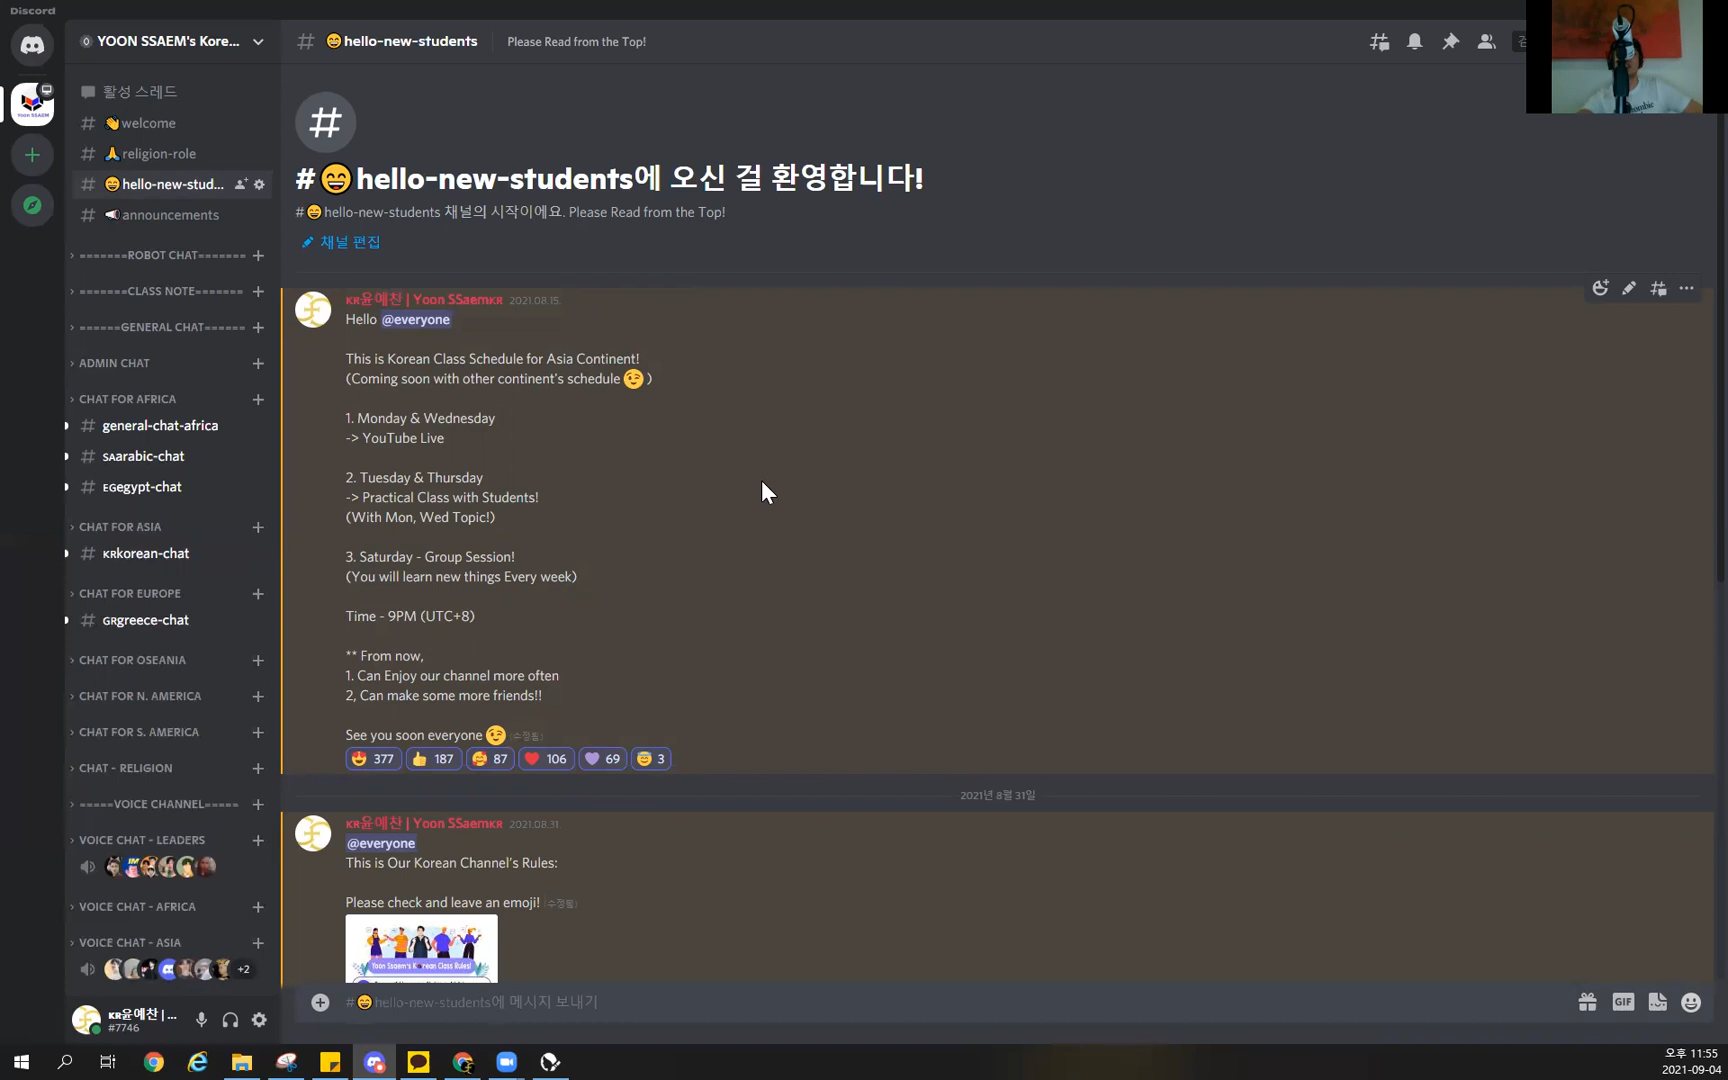 Discord
YOON SSAEM's Kore...
#hello-new-students
Please Read from the Top!
Yoon SSAEM
활성 스레드
# welcome
# religion-role
# hello-new-stud...
# announcements
=======ROBOT CHAT=======
=======CLASS NOTE=======
======GENERAL CHAT======
ADMIN CHAT
CHAT FOR AFRICA
# general-chat-africa
# SAarabic-chat
# EGegypt-chat
CHAT FOR ASIA
# KRkorean-chat
CHAT FOR EUROPE
# GRgreece-chat
CHAT FOR OSEANIA
CHAT FOR N. AMERICA
CHAT FOR S. AMERICA
CHAT - RELIGION
=====VOICE CHANNEL=====
VOICE CHAT - LEADERS
VOICE CHAT - AFRICA
VOICE CHAT - ASIA
+2
KR윤예찬 | ...
#7746
#
#😄hello-new-students에 오신 걸 환영합니다!
#😄hello-new-students 채널의 시작이에요. Please Read from the Top!
채널 편집
KR윤예찬 | Yoon SSaemKR 2021.08.15.
Hello @everyone
This is Korean Class Schedule for Asia Continent!
(Coming soon with other continent's schedule 😉 )
1. Monday & Wednesday
-> YouTube Live
2. Tuesday & Thursday
-> Practical Class with Students!
(With Mon, Wed Topic!)
3. Saturday - Group Session!
(You will learn new things Every week)
Time - 9PM (UTC+8)
** From now,
1. Can Enjoy our channel more often
2, Can make some more friends!!
See you soon everyone 😉 (수정됨)
377 187 87 106 69 3
2021년 8월 31일
KR윤예찬 | Yoon SSaemKR 2021.08.31.
@everyone
This is Our Korean Channel's Rules:
Please check and leave an emoji! (수정됨)
Yoon Ssaem's Korean Class Rules!
#😄hello-new-students에 메시지 보내기
GIF
오후 11:55
2021-09-04